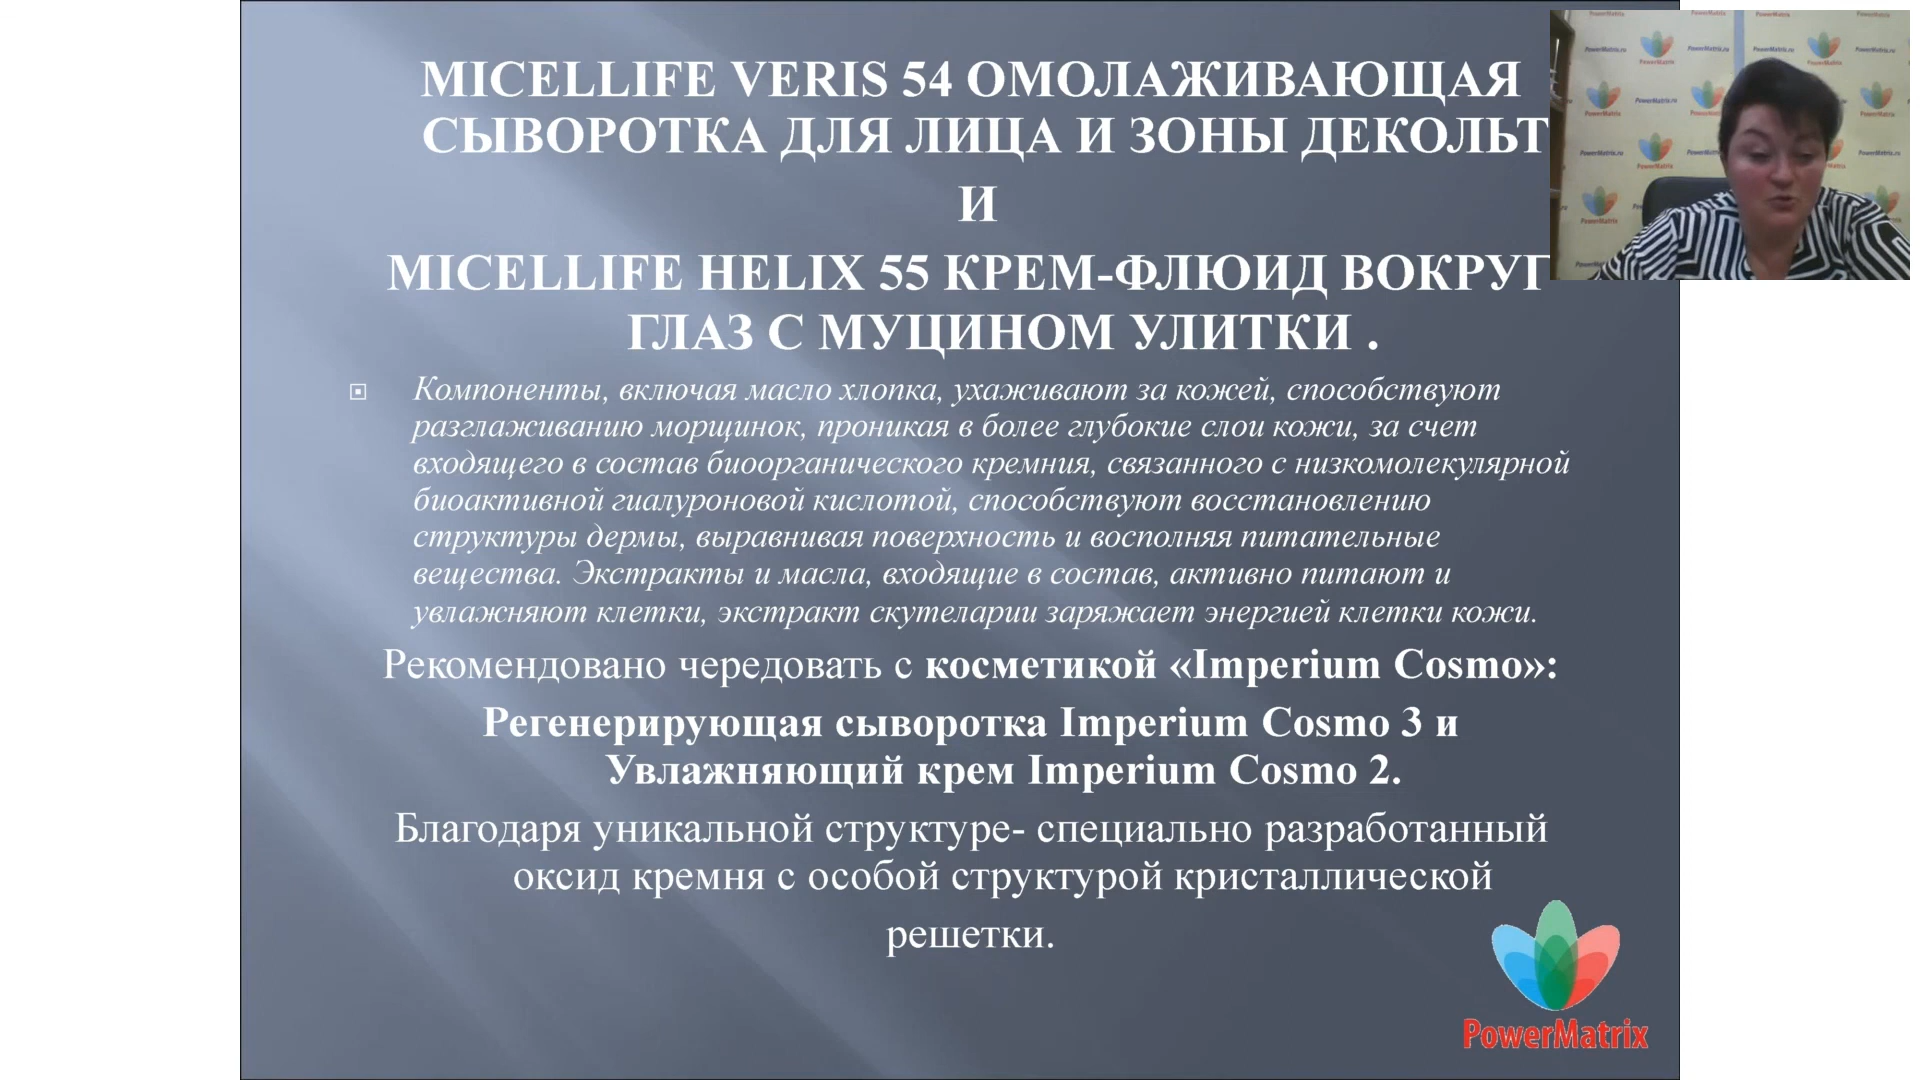 MICELLIFE VERIS 54 ОМОЛАЖИВАЮЩАЯ
СЫВОРОТКА ДЛЯ ЛИЦА И ЗОНЫ ДЕКОЛЬТ
И
MICELLIFE HELIX 55 КРЕМ-ФЛЮИД ВОКРУГ
ГЛАЗ С МУЦИНОМ УЛИТКИ .
Компоненты, включая масло хлопка, ухаживают за кожей, способствуют
разглаживанию морщинок, проникая в более глубокие слои кожи, за счет
входящего в состав биоорганического кремния, связанного с низкомолекулярной
биоактивной гиалуроновой кислотой, способствуют восстановлению
структуры дермы, выравнивая поверхность и восполняя питательные
вещества. Экстракты и масла, входящие в состав, активно питают и
увлажняют клетки, экстракт скутеларии заряжает энергией клетки кожи.
Рекомендовано чередовать с косметикой «Imperium Cosmo»:
Регенерирующая сыворотка Imperium Cosmo 3 и
Увлажняющий крем Imperium Cosmo 2.
Благодаря уникальной структуре- специально разработанный
оксид кремня с особой структурой кристаллической
решетки.
PowerMatrix